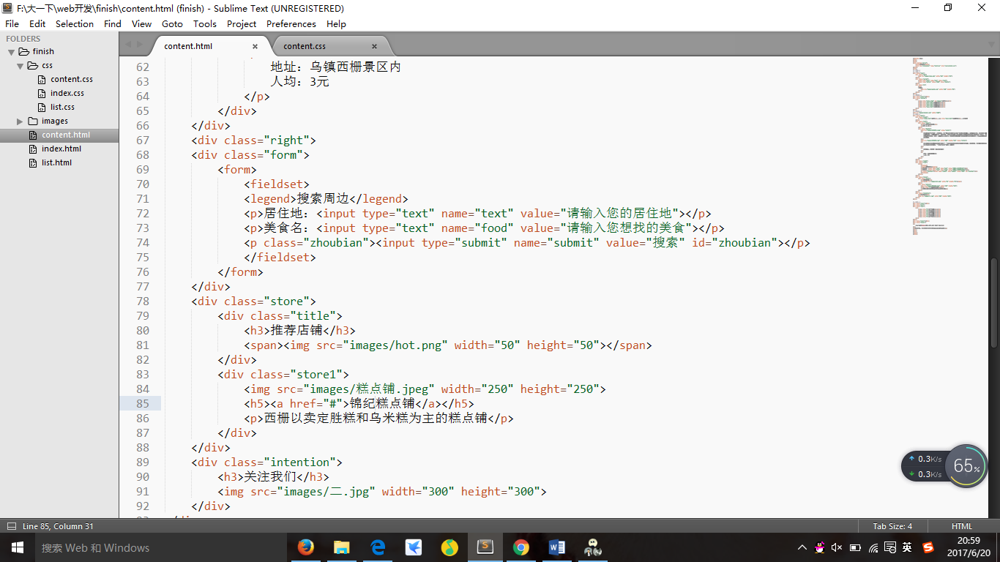 F:\大一下\web开发\finish\content.html (finish) - Sublime Text (UNREGISTERED)
File Edit Selection Find View Goto Tools Project Preferences Help
FOLDERS
finish
css
content.css
index.css
list.css
images
content.html
index.html
list.html
content.html × content.css ×
62 地址：乌镇西栅景区内
63 人均：3元
64 </p>
65 </div>
66 </div>
67 <div class="right">
68 <div class="form">
69 <form>
70 <fieldset>
71 <legend>搜索周边</legend>
72 <p>居住地：<input type="text" name="text" value="请输入您的居住地"></p>
73 <p>美食名：<input type="text" name="food" value="请输入您想找的美食"></p>
74 <p class="zhoubian"><input type="submit" name="submit" value="搜索" id="zhoubian"></p>
75 </fieldset>
76 </form>
77 </div>
78 <div class="store">
79 <div class="title">
80 <h3>推荐店铺</h3>
81 <span><img src="images/hot.png" width="50" height="50"></span>
82 </div>
83 <div class="store1">
84 <img src="images/糕点铺.jpeg" width="250" height="250">
85 <h5><a href="#">锦纪糕点铺</a></h5>
86 <p>西栅以卖定胜糕和乌米糕为主的糕点铺</p>
87 </div>
88 </div>
89 <div class="intention">
90 <h3>关注我们</h3>
91 <img src="images/二.jpg" width="300" height="300">
92 </div>
0.3K/s
0.3K/s
65%
Line 85, Column 31 Tab Size: 4 HTML
搜索 Web 和 Windows
英
20:59
2017/6/20